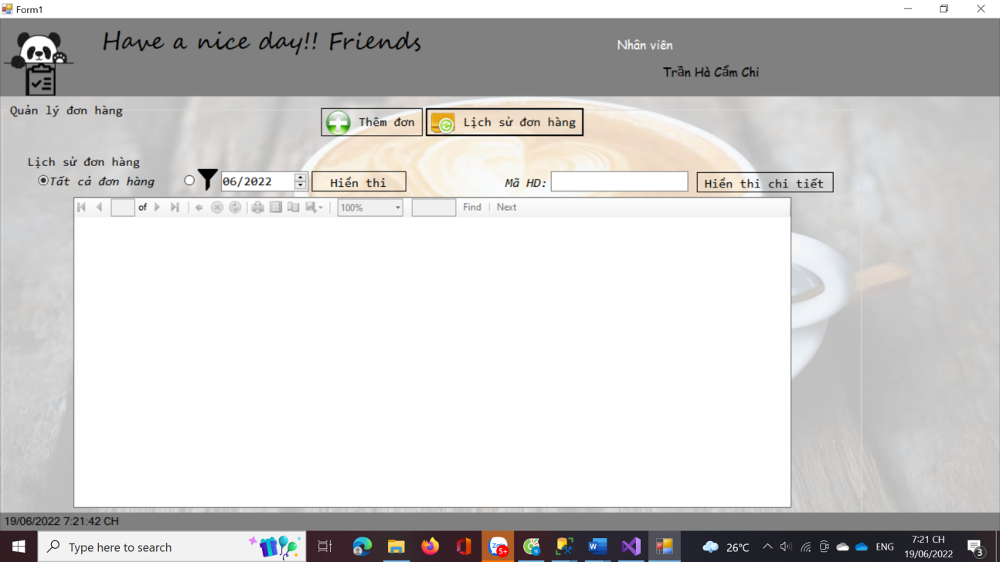 Form1
Have a nice day!! Friends
Nhân viên
Trần Hà Cẩm Chi
Quản lý đơn hàng
Thêm đơn
Lịch sử đơn hàng
Lịch sử đơn hàng
Tất cả đơn hàng
06/2022
Hiển thi
Mã HD:
Hiển thi chi tiết
of
100%
Find
Next
19/06/2022 7:21:42 CH
Type here to search
Zalo
5+
N
W
26°C
ENG
7:21 CH
19/06/2022
3